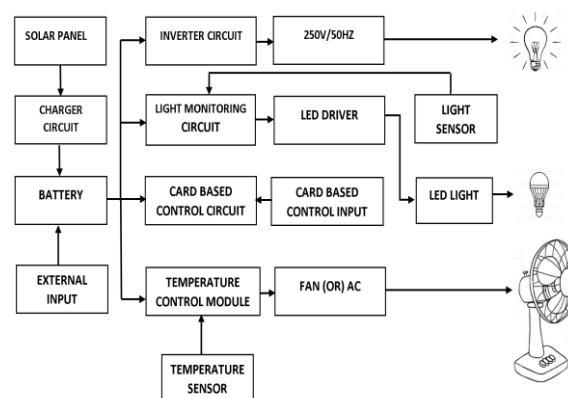 SOLAR PANEL
INVERTER CIRCUIT
250V/50HZ
CHARGER
CIRCUIT
LIGHT MONITORING
CIRCUIT
LED DRIVER
LIGHT
SENSOR
BATTERY
CARD BASED
CONTROL CIRCUIT
CARD BASED
CONTROL INPUT
LED LIGHT
EXTERNAL
INPUT
TEMPERATURE
CONTROL MODULE
FAN (OR) AC
TEMPERATURE
SENSOR